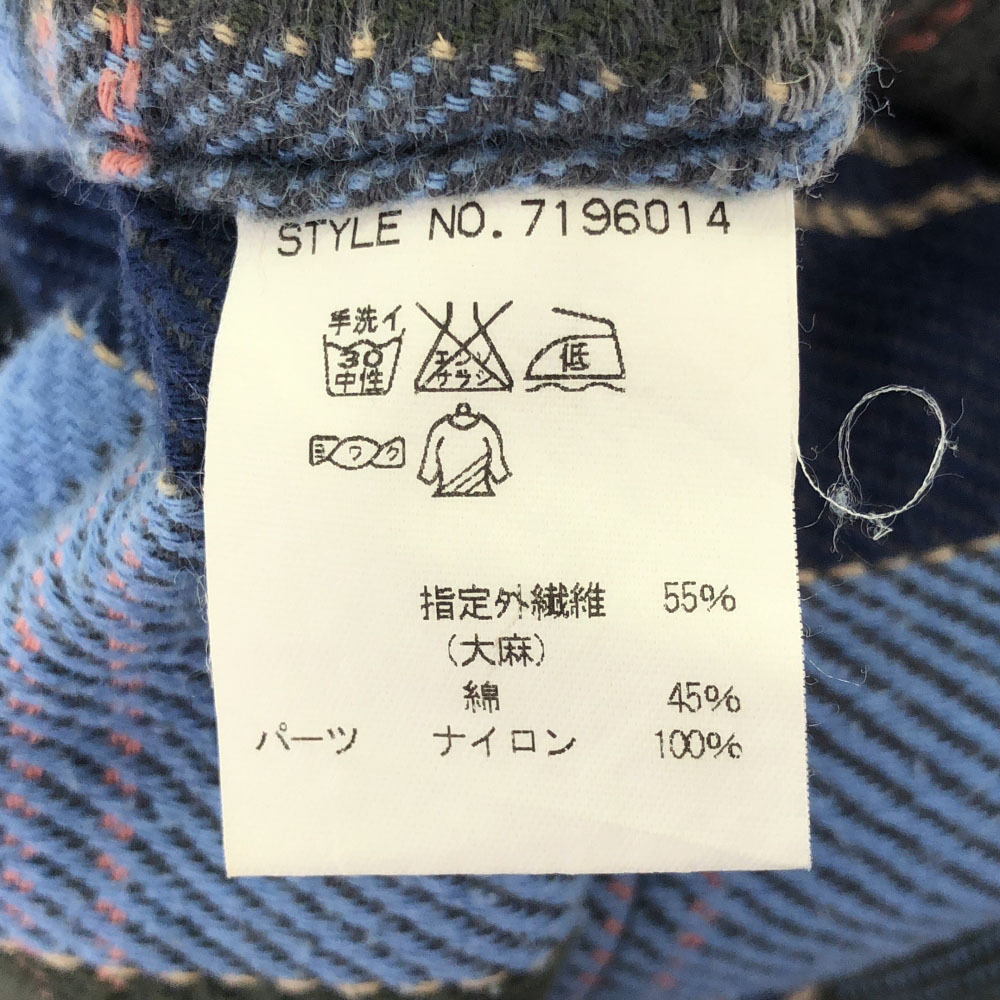 STYLE NO. 7196014
手洗イ
30
中性
エンソ
サラシ
低
ヨワク
指定外繊維 55%
(大麻)
綿 45%
パーツ ナイロン 100%